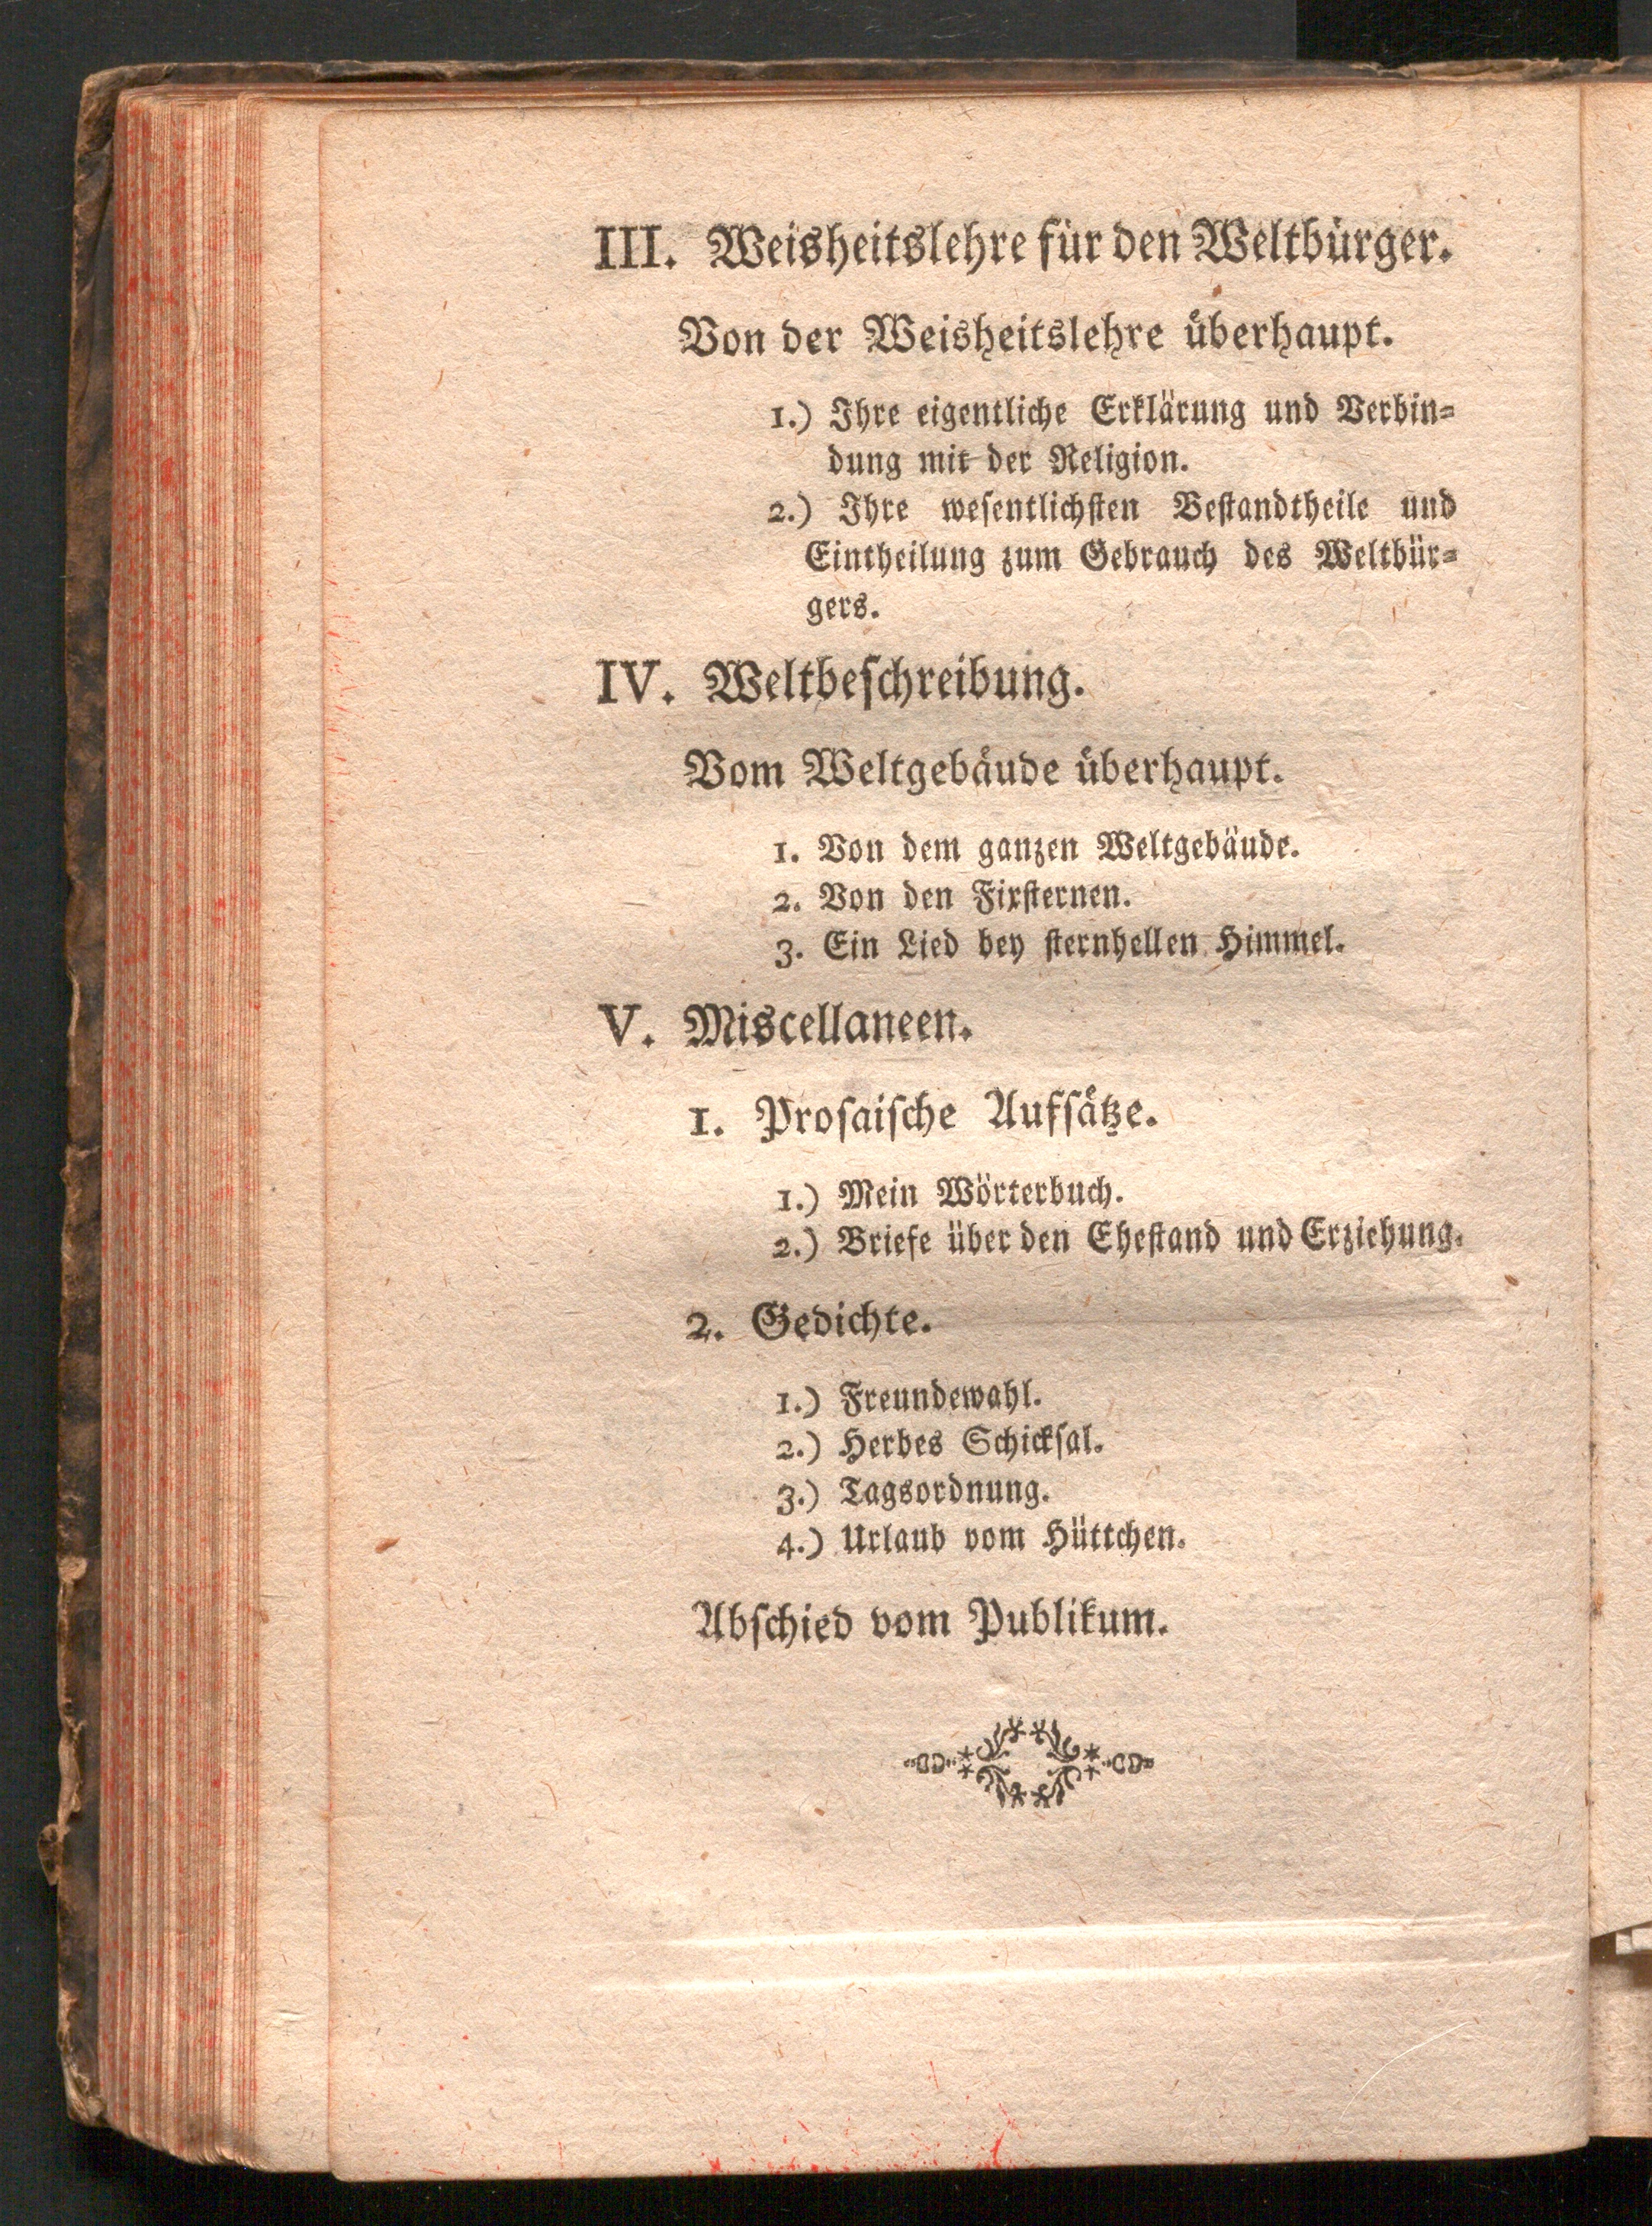 III. Weisheitslehre für den Weltbürger.
Von der Weisheitslehre überhaupt.
1.) Ihre eigentliche Erklärung und Verbin⸗
dung mit der Religion.
2.) Ihre weſentlichſten Beſtandtheile und
Eintheilung zum Gebrauch des Weltbür⸗
gers.
IV. Weltbeſchreibung.
Vom Weltgebäude überhaupt.
1. Von dem ganzen Weltgebäude.
2. Von den Fixſternen.
3. Ein Lied bey ſternhellen Himmel.
V. Miscellaneen.
1. Proſaiſche Aufſätze.
1.) Mein Wörterbuch.
2.) Briefe über den Eheſtand und Erziehung.
2. Gedichte.
1.) Freundewahl.
2.) Herbes Schickſal.
3.) Tagsordnung.
4.) Urlaub vom Hüttchen.
Abſchied vom Publikum.